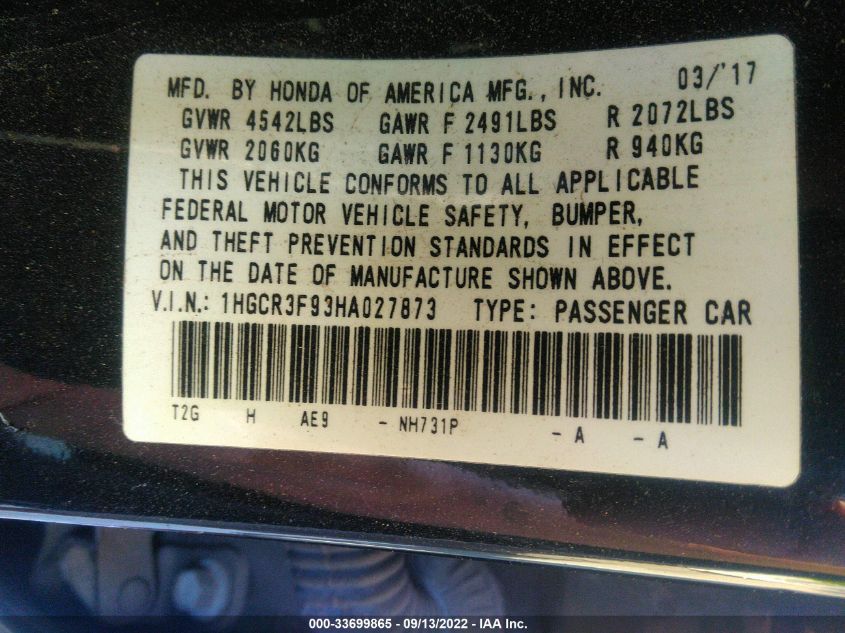 MFD. BY HONDA OF AMERICA MFG., INC. 03/'17
GVWR 4542LBS GAWR F 2491LBS R 2072LBS
GVWR 2060KG GAWR F 1130KG R 940KG
THIS VEHICLE CONFORMS TO ALL APPLICABLE
FEDERAL MOTOR VEHICLE SAFETY, BUMPER,
AND THEFT PREVENTION STANDARDS IN EFFECT
ON THE DATE OF MANUFACTURE SHOWN ABOVE.
V.I.N.: 1HGCR3F93HA027873 TYPE: PASSENGER CAR
T2G H AE9 - NH731P - A - A
000-33699865 - 09/13/2022 - IAA Inc.